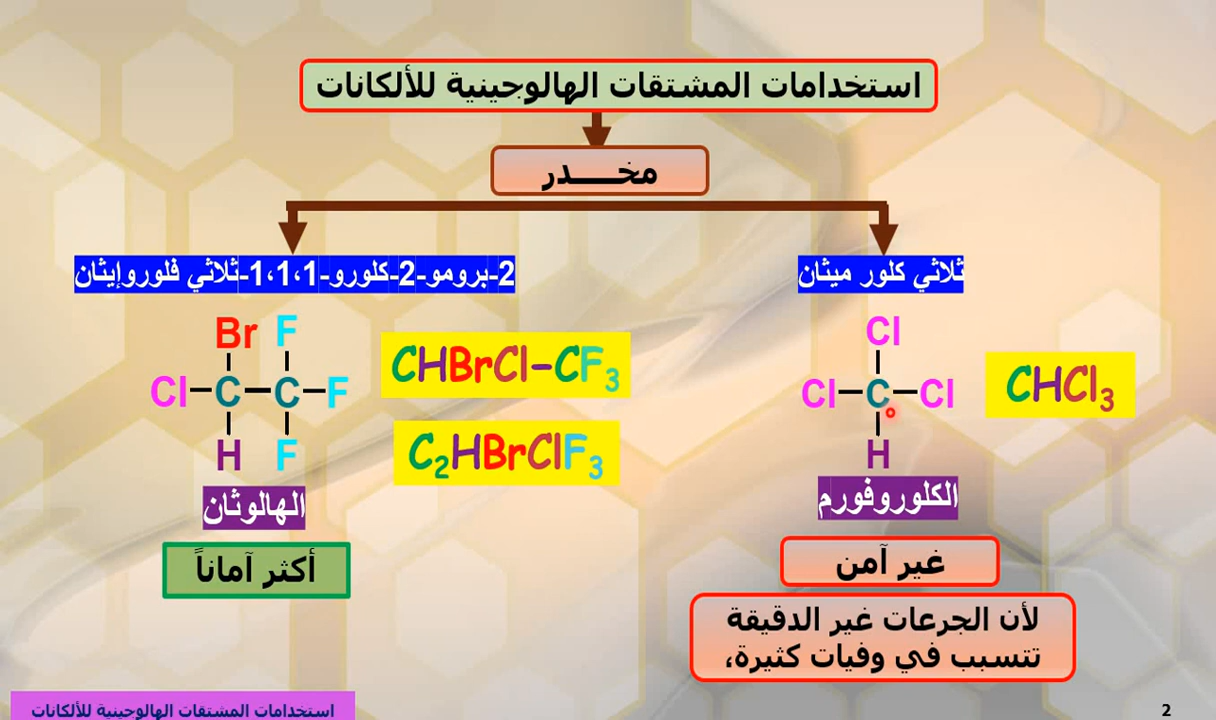 استخدامات المشتقات الهالوجينية للألكانات
مخـــــدر
ثلاثي كلور ميثان
2-برومو-2-كلورو-1،1،1-ثلاثي فلوروإيثان
Cl
Cl C Cl
H
CHCl3
الكلوروفورم
غير آمن
لأن الجرعات غير الدقيقة
تتسبب في وفيات كثيرة،
Br F
Cl C C F
H F
CHBrCl-CF3
C2HBrClF3
الهالوثان
أكثر آماناً
استخدامات المشتقات الهالوجينية للألكانات
2